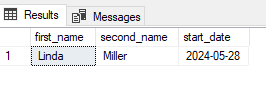 Results Messages
first_name second_name start_date
1 Linda Miller 2024-05-28